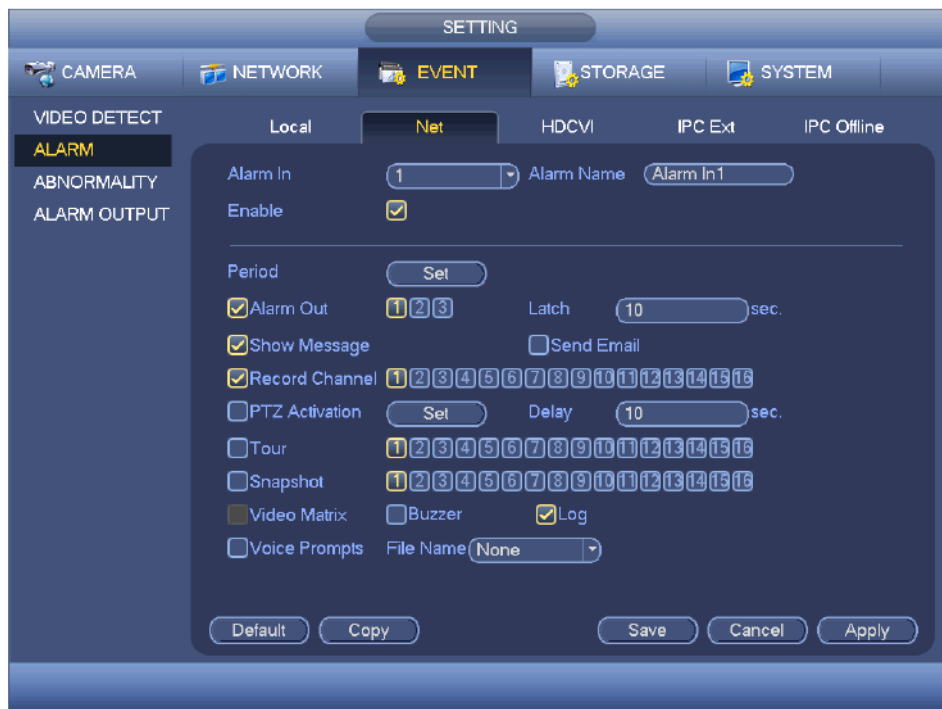 SETTING
CAMERA NETWORK EVENT STORAGE SYSTEM
VIDEO DETECT
ALARM
ABNORMALITY
ALARM OUTPUT
Local Net HDCVI IPC Ext IPC Offline
Alarm In 1 Alarm Name Alarm In1
Enable
Period Set
Alarm Out 1 2 3 Latch 10 sec.
Show Message Send Email
Record Channel 1 2 3 4 5 6 7 8 9 10 11 12 13 14 15 16
PTZ Activation Set Delay 10 sec.
Tour 1 2 3 4 5 6 7 8 9 10 11 12 13 14 15 16
Snapshot 1 2 3 4 5 6 7 8 9 10 11 12 13 14 15 16
Video Matrix Buzzer Log
Voice Prompts File Name None
Default Copy Save Cancel Apply